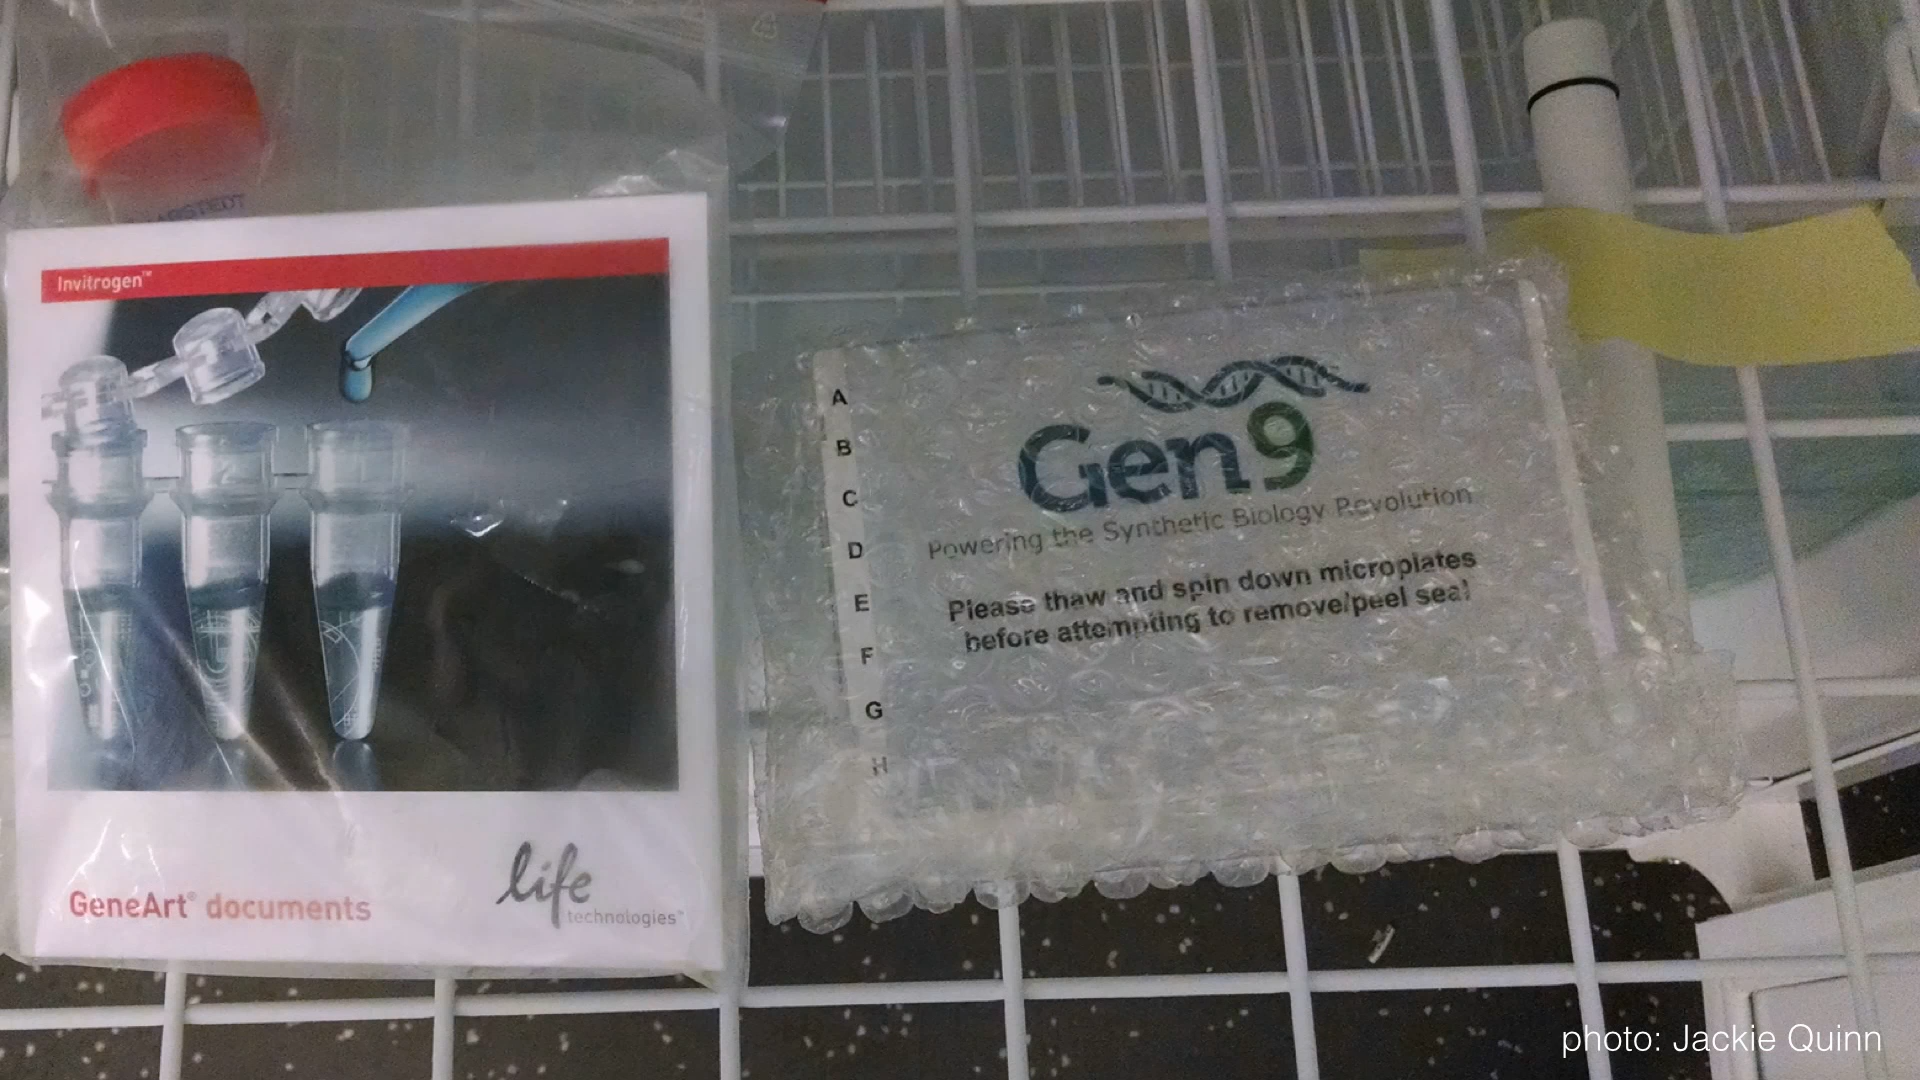 Invitrogen™
GeneArt® documents
life
technologies™
A
B
C
D
E
F
G
H
Gen9
Powering the Synthetic Biology Revolution
Please thaw and spin down microplates
before attempting to remove/peel seal
photo: Jackie Quinn